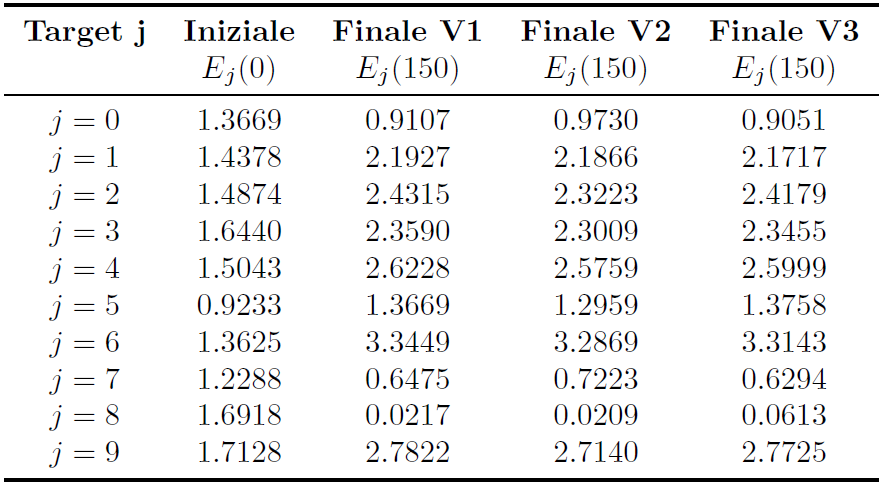 Target j Iniziale Finale V1 Finale V2 Finale V3
E_j(0) E_j(150) E_j(150) E_j(150)
j = 0 1.3669 0.9107 0.9730 0.9051
j = 1 1.4378 2.1927 2.1866 2.1717
j = 2 1.4874 2.4315 2.3223 2.4179
j = 3 1.6440 2.3590 2.3009 2.3455
j = 4 1.5043 2.6228 2.5759 2.5999
j = 5 0.9233 1.3669 1.2959 1.3758
j = 6 1.3625 3.3449 3.2869 3.3143
j = 7 1.2288 0.6475 0.7223 0.6294
j = 8 1.6918 0.0217 0.0209 0.0613
j = 9 1.7128 2.7822 2.7140 2.7725